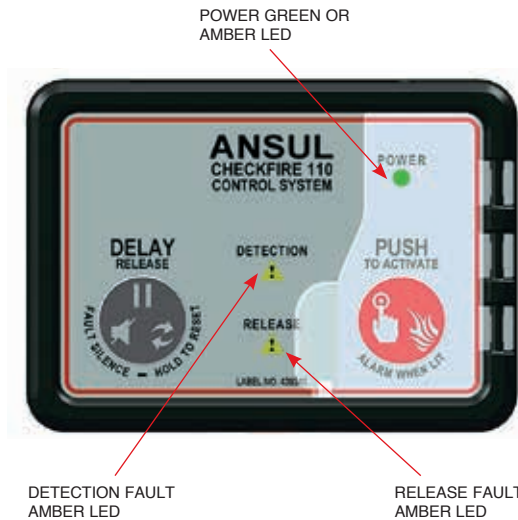 POWER GREEN OR
AMBER LED
ANSUL
CHECKFIRE 110
CONTROL SYSTEM
POWER
DELAY
RELEASE
DETECTION
PUSH
TO ACTIVATE
FAULT SILENCE – HOLD TO RESET
RELEASE
ALARM WHEN LIT
LABEL NO.
DETECTION FAULT
AMBER LED
RELEASE FAULT
AMBER LED